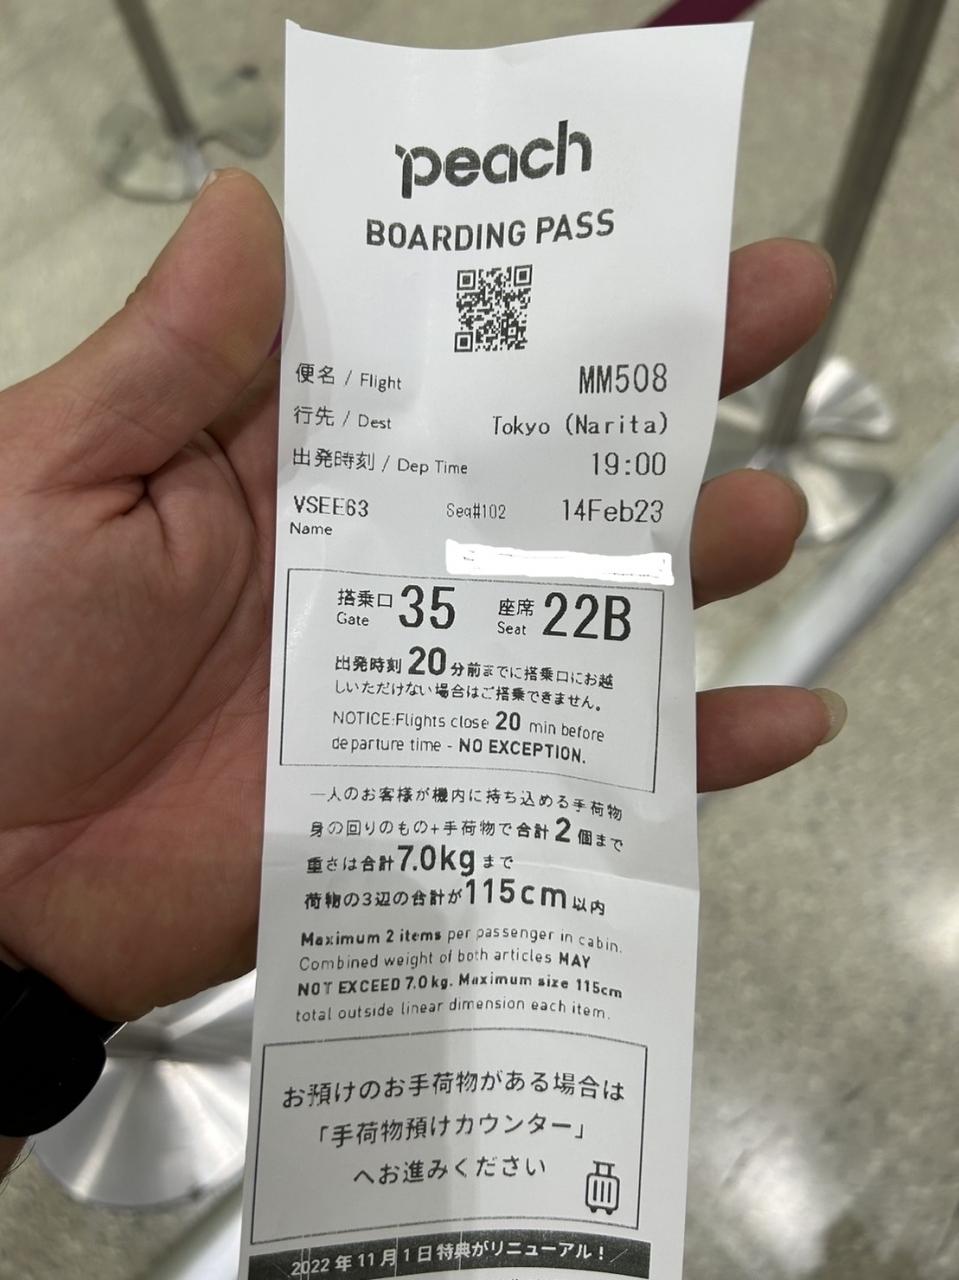 peach
BOARDING PASS
便名 / Flight MM508
行先 / Dest Tokyo (Narita)
出発時刻 / Dep Time 19:00
VSEE63 Seq#102 14Feb23
Name
搭乗口 35 座席 22B
Gate Seat
出発時刻 20 分前までに搭乗口にお越
しいただけない場合はご搭乗できません。
NOTICE:Flights close 20 min before
departure time - NO EXCEPTION.
一人のお客様が機内に持ち込める手荷物
身の回りのもの+手荷物で合計 2 個まで
重さは合計 7.0kg まで
荷物の3辺の合計が 115cm 以内
Maximum 2 items per passenger in cabin.
Combined weight of both articles MAY
NOT EXCEED 7.0kg. Maximum size 115cm
total outside linear dimension each item.
お預けのお手荷物がある場合は
「手荷物預けカウンター」
へお進みください
2022年11月1日特典がリニューアル!